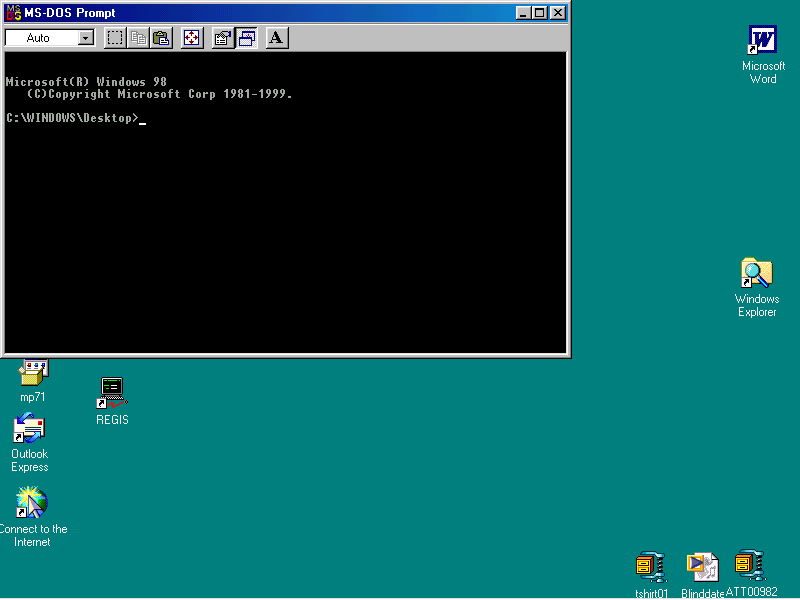 MS-DOS Prompt
Auto
A
Microsoft(R) Windows 98
(C)Copyright Microsoft Corp 1981-1999.
C:\WINDOWS\Desktop>
Microsoft
Word
Windows
Explorer
mp71
REGIS
Outlook
Express
Connect to the
Internet
tshirt01
Blinddate
ATT00982